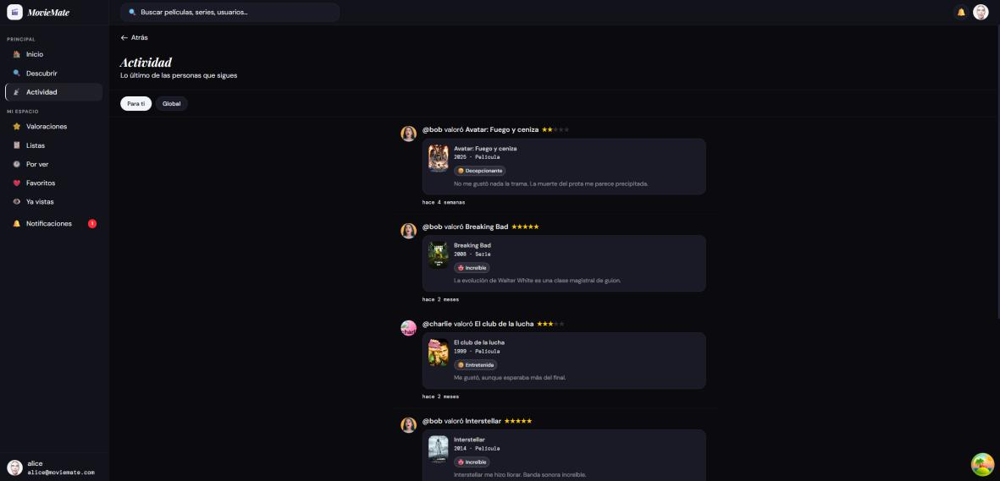 MovieMate
Buscar películas, series, usuarios...
PRINCIPAL
Inicio
Descubrir
Actividad
MI ESPACIO
Valoraciones
Listas
Por ver
Favoritos
Ya vistas
Notificaciones 1
alice
alice@moviemate.com
← Atrás
Actividad
Lo último de las personas que sigues
Para ti Global
@bob valoró Avatar: Fuego y ceniza ★★★★★
Avatar: Fuego y ceniza
2025 · Película
Decepcionante
No me gustó nada la trama. La muerte del prota me parece precipitada.
hace 4 semanas
@bob valoró Breaking Bad ★★★★★
Breaking Bad
2008 · Serie
Increíble
La evolución de Walter White es una clase magistral de guion.
hace 2 meses
charl
@charlie valoró El club de la lucha ★★★★★
El club de la lucha
1999 · Película
Entretenida
Me gustó, aunque esperaba más del final.
hace 2 meses
@bob valoró Interstellar ★★★★★
Interstellar
2014 · Película
Increíble
Interstellar me hizo llorar. Banda sonora increíble.